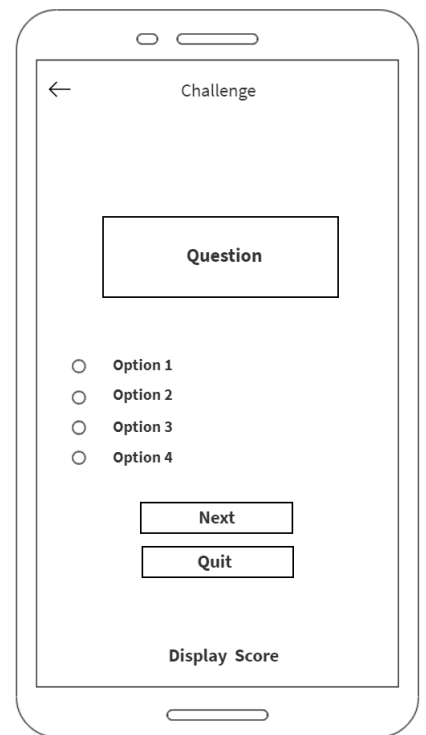 Challenge
Question
Option 1
Option 2
Option 3
Option 4
Next
Quit
Display Score